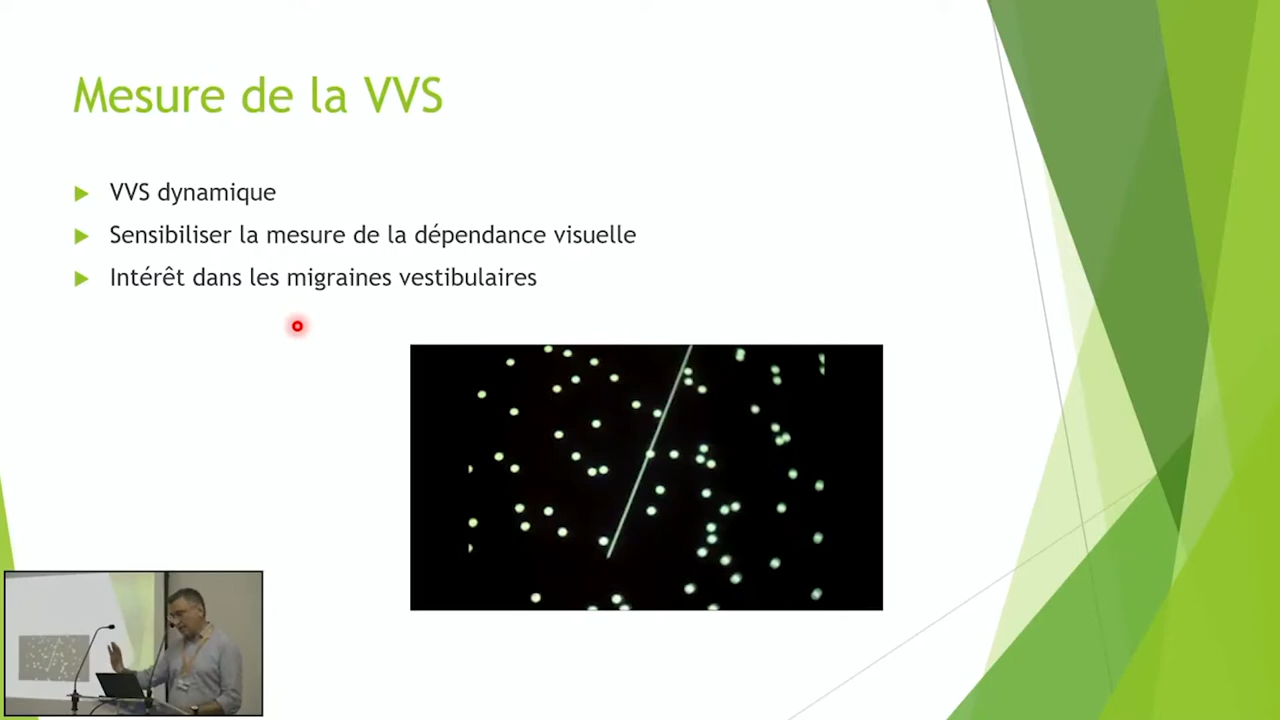 Mesure de la VVS
VVS dynamique
Sensibiliser la mesure de la dépendance visuelle
Intérêt dans les migraines vestibulaires